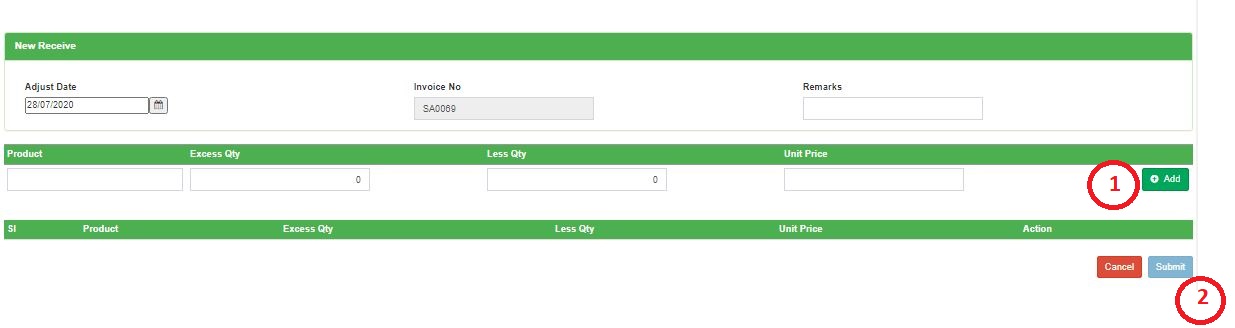 New Receive
Adjust Date Invoice No Remarks
28/07/2020 SA0069
Product Excess Qty Less Qty Unit Price
0 0 1 Add
Sl Product Excess Qty Less Qty Unit Price Action
Cancel Submit
2